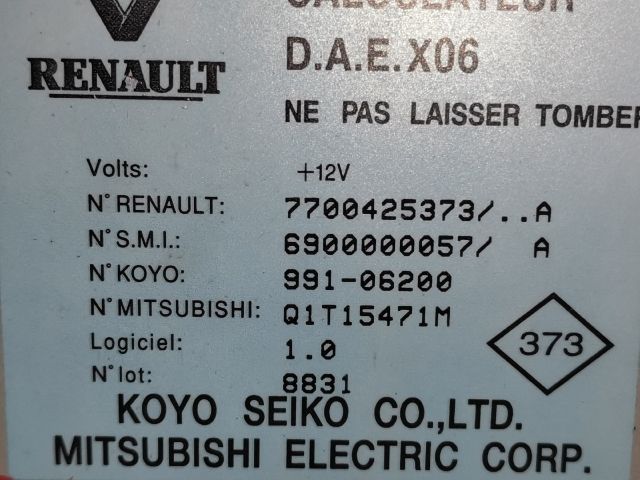 CALCULATEUR
RENAULT
D.A.E.X06
NE PAS LAISSER TOMBER
Volts: +12V
N° RENAULT: 7700425373/..A
N° S.M.I.: 6900000057/ A
N° KOYO: 991-06200
N° MITSUBISHI: Q1T15471M
Logiciel: 1.0
373
N° lot: 8831
KOYO SEIKO CO.,LTD.
MITSUBISHI ELECTRIC CORP.